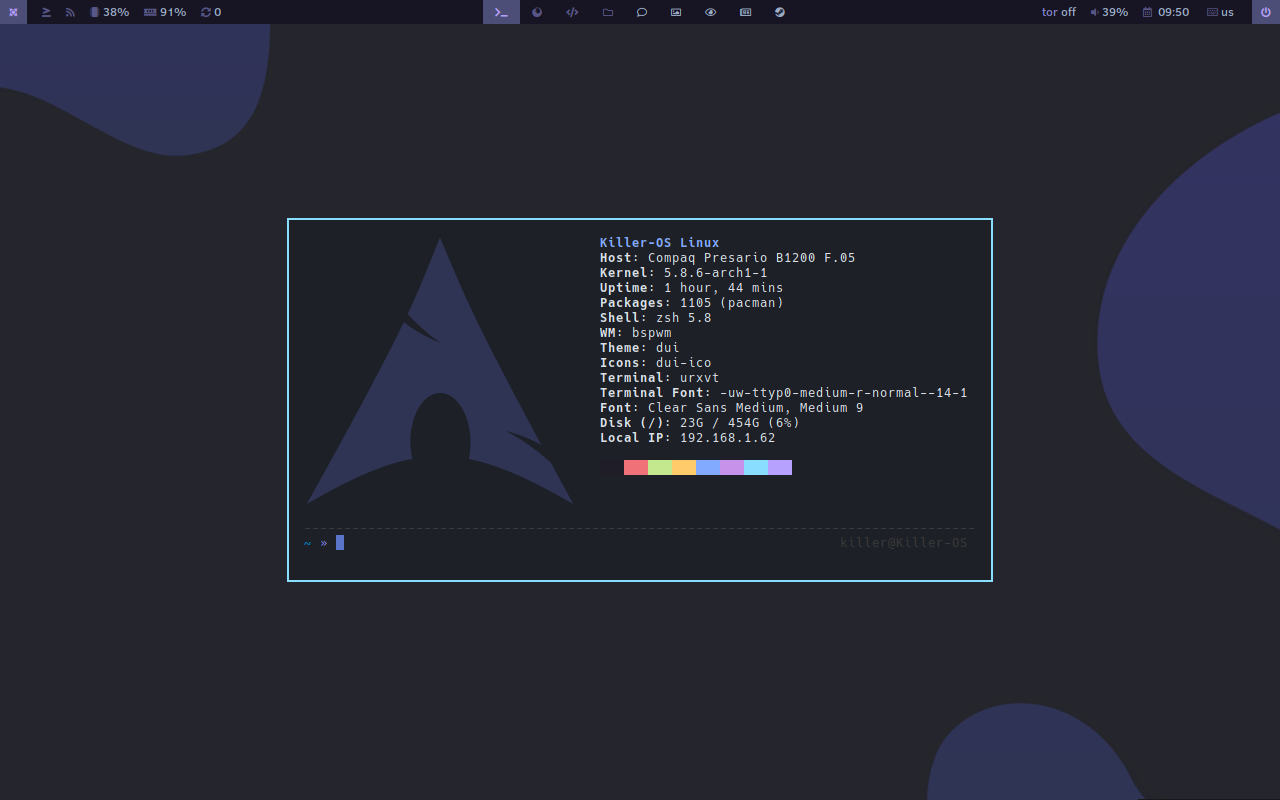 38% 91% 0 tor off 39% 09:50 us
Killer-OS Linux
Host: Compaq Presario B1200 F.05
Kernel: 5.8.6-arch1-1
Uptime: 1 hour, 44 mins
Packages: 1105 (pacman)
Shell: zsh 5.8
WM: bspwm
Theme: dui
Icons: dui-ico
Terminal: urxvt
Terminal Font: -uw-ttyp0-medium-r-normal--14-1
Font: Clear Sans Medium, Medium 9
Disk (/): 23G / 454G (6%)
Local IP: 192.168.1.62
~ » killer@Killer-OS